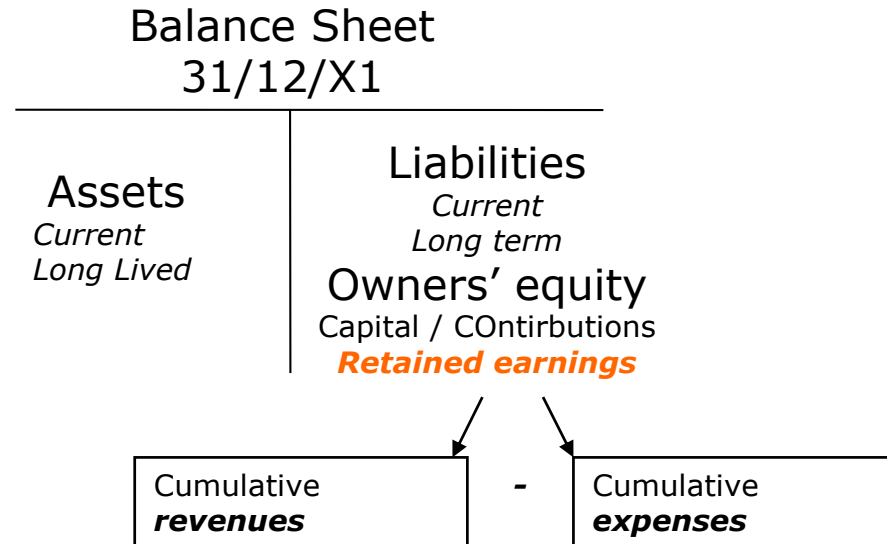 Balance Sheet
31/12/X1
Assets
Current
Long Lived
Liabilities
Current
Long term
Owners’ equity
Capital / COntirbutions
Retained earnings
Cumulative
revenues
-
Cumulative
expenses